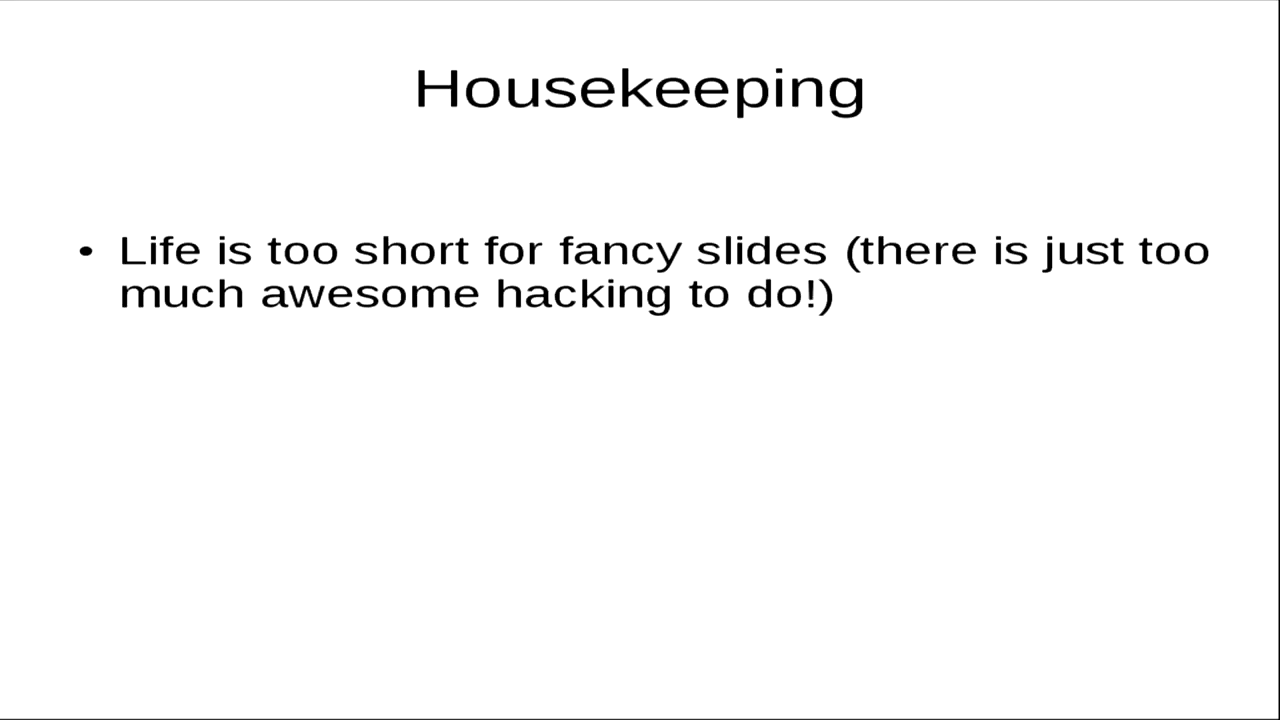 Housekeeping
• Life is too short for fancy slides (there is just too
much awesome hacking to do!)